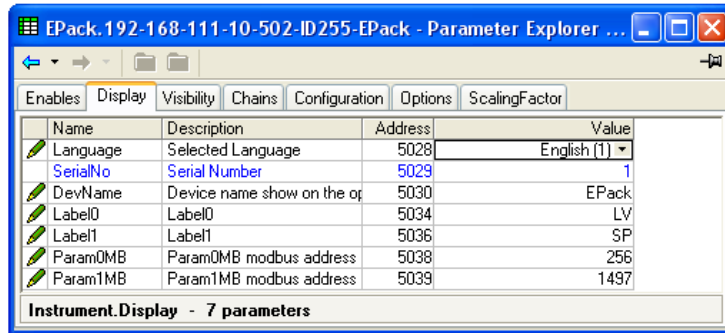 EPack.192-168-111-10-502-ID255-EPack - Parameter Explorer ...
Enables Display Visibility Chains Configuration Options ScalingFactor
Name Description Address Value
Language Selected Language 5028 English (1)
SerialNo Serial Number 5029 1
DevName Device name show on the op 5030 EPack
Label0 Label0 5034 LV
Label1 Label1 5036 SP
Param0MB Param0MB modbus address 5038 256
Param1MB Param1MB modbus address 5039 1497
Instrument.Display - 7 parameters